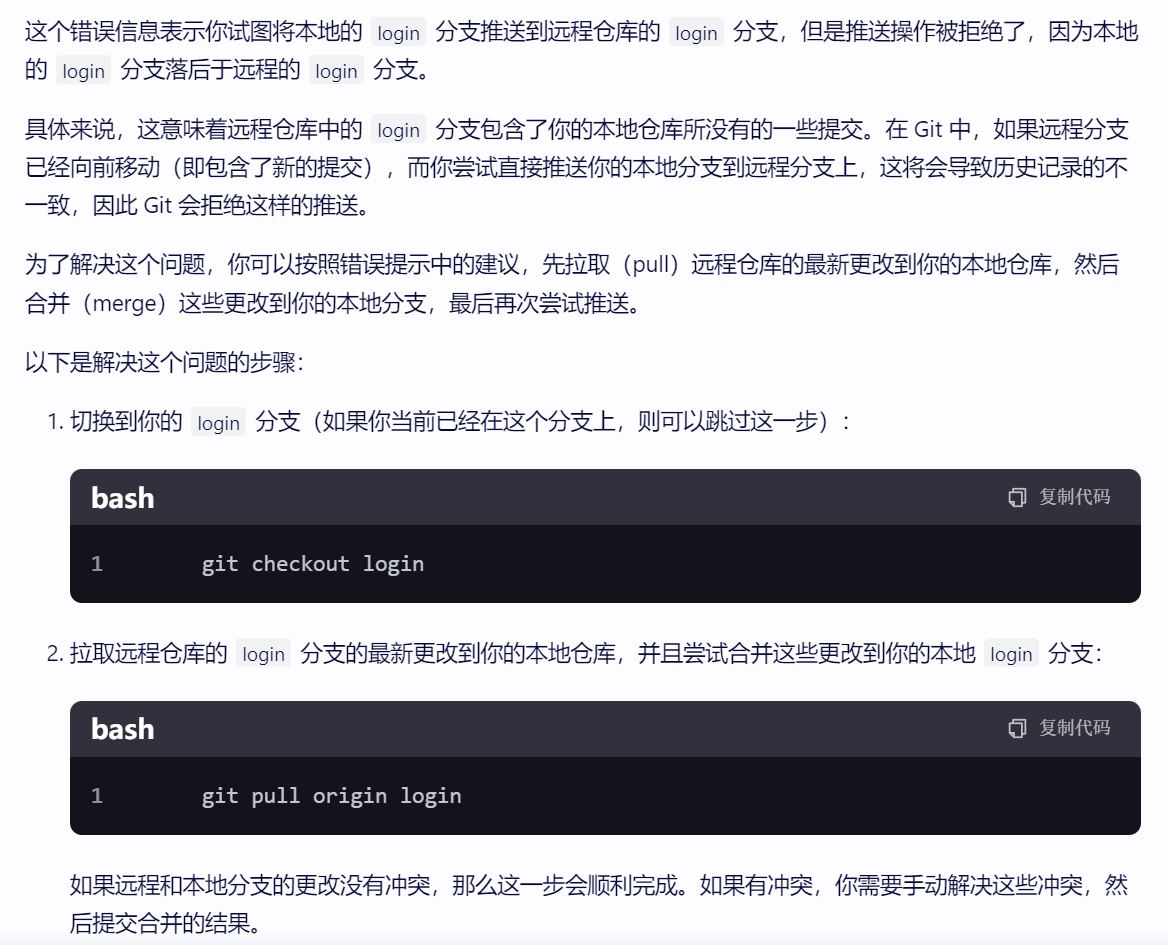 这个错误信息表示你试图将本地的 login 分支推送到远程仓库的 login 分支，但是推送操作被拒绝了，因为本地
的 login 分支落后于远程的 login 分支。
具体来说，这意味着远程仓库中的 login 分支包含了你的本地仓库所没有的一些提交。在 Git 中，如果远程分支
已经向前移动（即包含了新的提交），而你尝试直接推送你的本地分支到远程分支上，这将会导致历史记录的不
一致，因此 Git 会拒绝这样的推送。
为了解决这个问题，你可以按照错误提示中的建议，先拉取（pull）远程仓库的最新更改到你的本地仓库，然后
合并（merge）这些更改到你的本地分支，最后再次尝试推送。
以下是解决这个问题的步骤：
1. 切换到你的 login 分支（如果你当前已经在这个分支上，则可以跳过这一步）：
bash 复制代码
1 git checkout login
2. 拉取远程仓库的 login 分支的最新更改到你的本地仓库，并且尝试合并这些更改到你的本地 login 分支：
bash 复制代码
1 git pull origin login
如果远程和本地分支的更改没有冲突，那么这一步会顺利完成。如果有冲突，你需要手动解决这些冲突，然
后提交合并的结果。